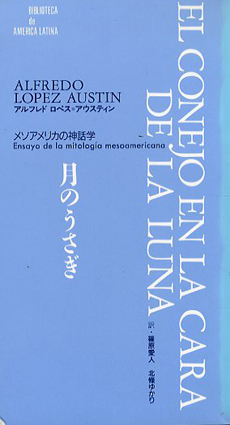 BIBLIOTECA
de
AMERICA LATINA
ALFREDO
LOPEZ AUSTIN
アルフレド ロペス=アウスティン
メソアメリカの神話学
Ensayo de la mitología mesoamericana
月のうさぎ
EL CONEJO EN LA CARA
DE LA LUNA
訳・篠原愛人 北條ゆかり